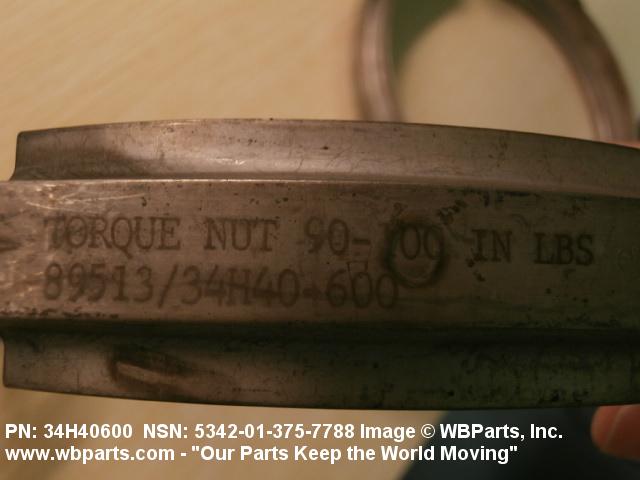 TORQUE NUT 90-100 IN LBS
89513/34H40-600
PN: 34H40600 NSN: 5342-01-375-7788 Image © WBParts, Inc.
www.wbparts.com - "Our Parts Keep the World Moving"